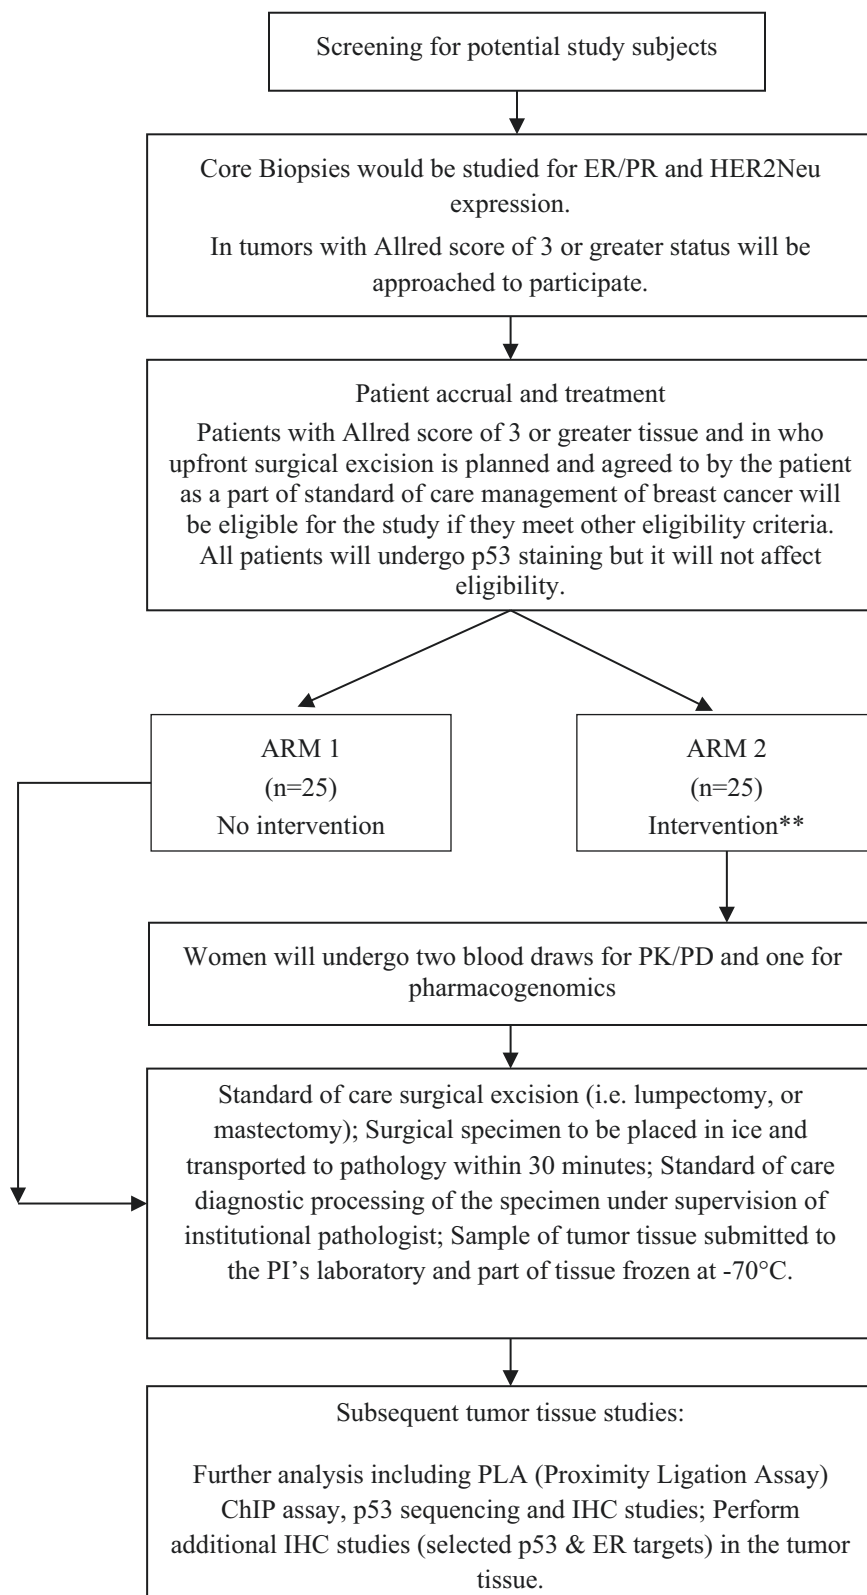 Screening for potential study subjects
Core Biopsies would be studied for ER/PR and HER2Neu
expression.
In tumors with Allred score of 3 or greater status will be
approached to participate.
Patient accrual and treatment
Patients with Allred score of 3 or greater tissue and in who
upfront surgical excision is planned and agreed to by the patient
as a part of standard of care management of breast cancer will
be eligible for the study if they meet other eligibility criteria.
All patients will undergo p53 staining but it will not affect
eligibility.
ARM 1
(n=25)
No intervention
ARM 2
(n=25)
Intervention**
Women will undergo two blood draws for PK/PD and one for
pharmacogenomics
Standard of care surgical excision (i.e. lumpectomy, or
mastectomy); Surgical specimen to be placed in ice and
transported to pathology within 30 minutes; Standard of care
diagnostic processing of the specimen under supervision of
institutional pathologist; Sample of tumor tissue submitted to
the PI’s laboratory and part of tissue frozen at -70°C.
Subsequent tumor tissue studies:
Further analysis including PLA (Proximity Ligation Assay)
ChIP assay, p53 sequencing and IHC studies; Perform
additional IHC studies (selected p53 & ER targets) in the tumor
tissue.